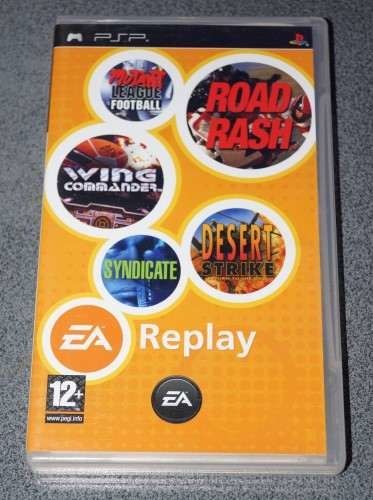 PSP
MUTANT
LEAGUE
FOOTBALL
ROAD
RASH
WING
COMMANDER
DESERT
STRIKE
SYNDICATE
EA Replay
12+
www.pegi.info
EA